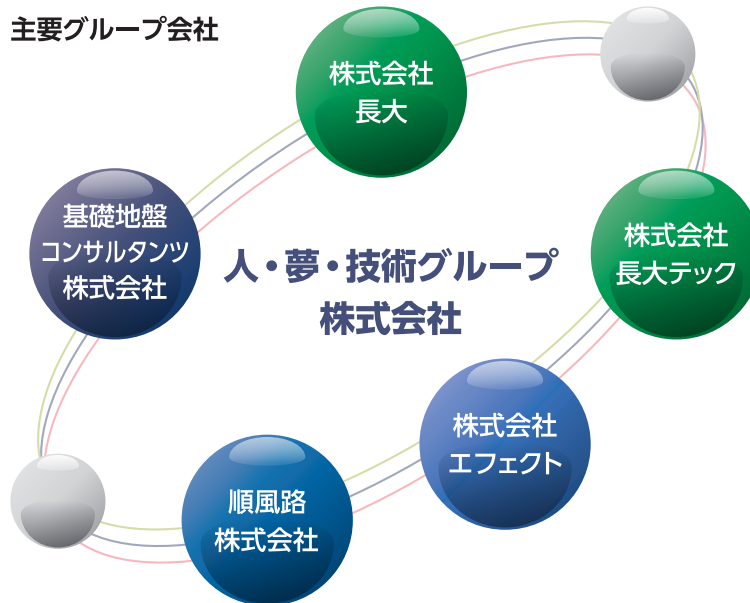 主要グループ会社
株式会社
長大
基礎地盤
コンサルタンツ
株式会社
人・夢・技術グループ
株式会社
株式会社
長大テック
株式会社
エフェクト
順風路
株式会社